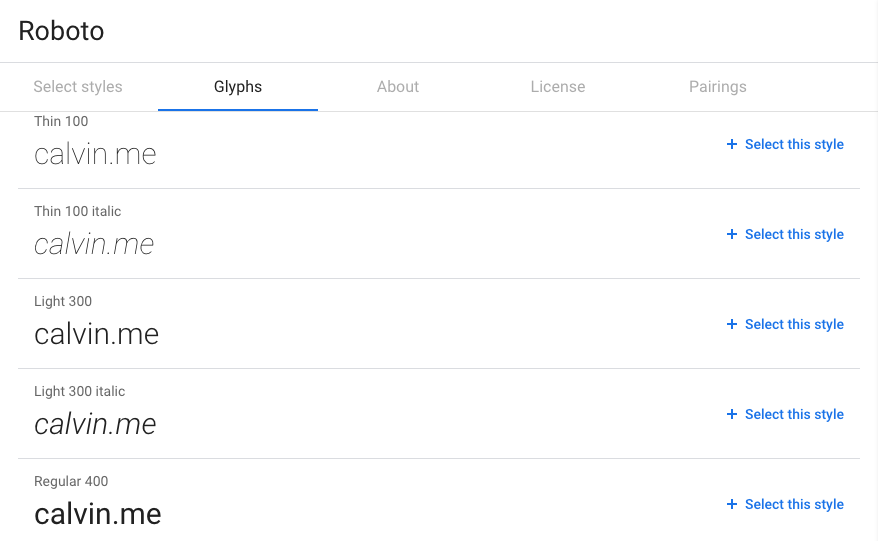 Roboto
Select styles Glyphs About License Pairings
Thin 100
calvin.me
+ Select this style
Thin 100 italic
calvin.me
+ Select this style
Light 300
calvin.me
+ Select this style
Light 300 italic
calvin.me
+ Select this style
Regular 400
calvin.me
+ Select this style